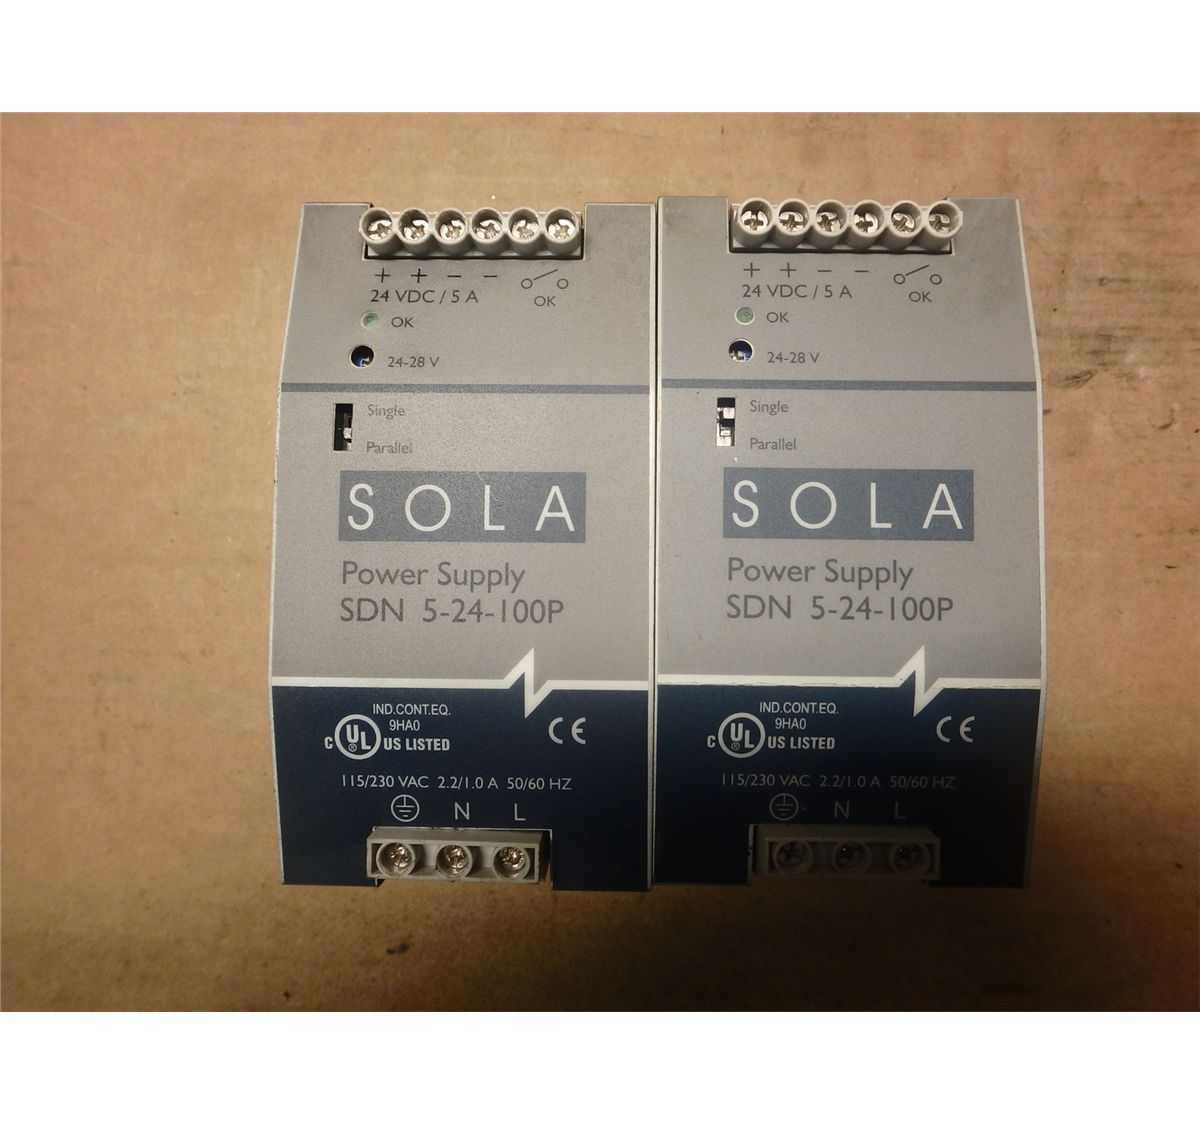 + + − −
24 VDC / 5 A
OK
OK
24-28 V
Single
Parallel
SOLA
Power Supply
SDN 5-24-100P
IND.CONT.EQ.
9HA0
C UL ® US LISTED
CE
115/230 VAC 2.2/1.0 A 50/60 HZ
N L
+ + − −
24 VDC / 5 A
OK
OK
24-28 V
Single
Parallel
SOLA
Power Supply
SDN 5-24-100P
IND.CONT.EQ.
9HA0
C UL ® US LISTED
CE
115/230 VAC 2.2/1.0 A 50/60 HZ
N L